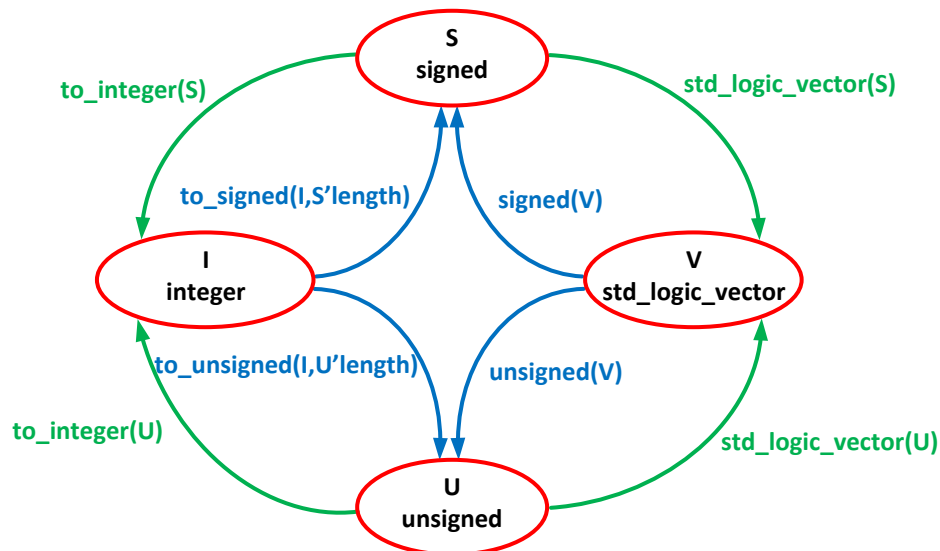 S
signed
to_integer(S)
std_logic_vector(S)
to_signed(I,S’length)
signed(V)
I
integer
V
std_logic_vector
to_unsigned(I,U’length)
unsigned(V)
to_integer(U)
std_logic_vector(U)
U
unsigned